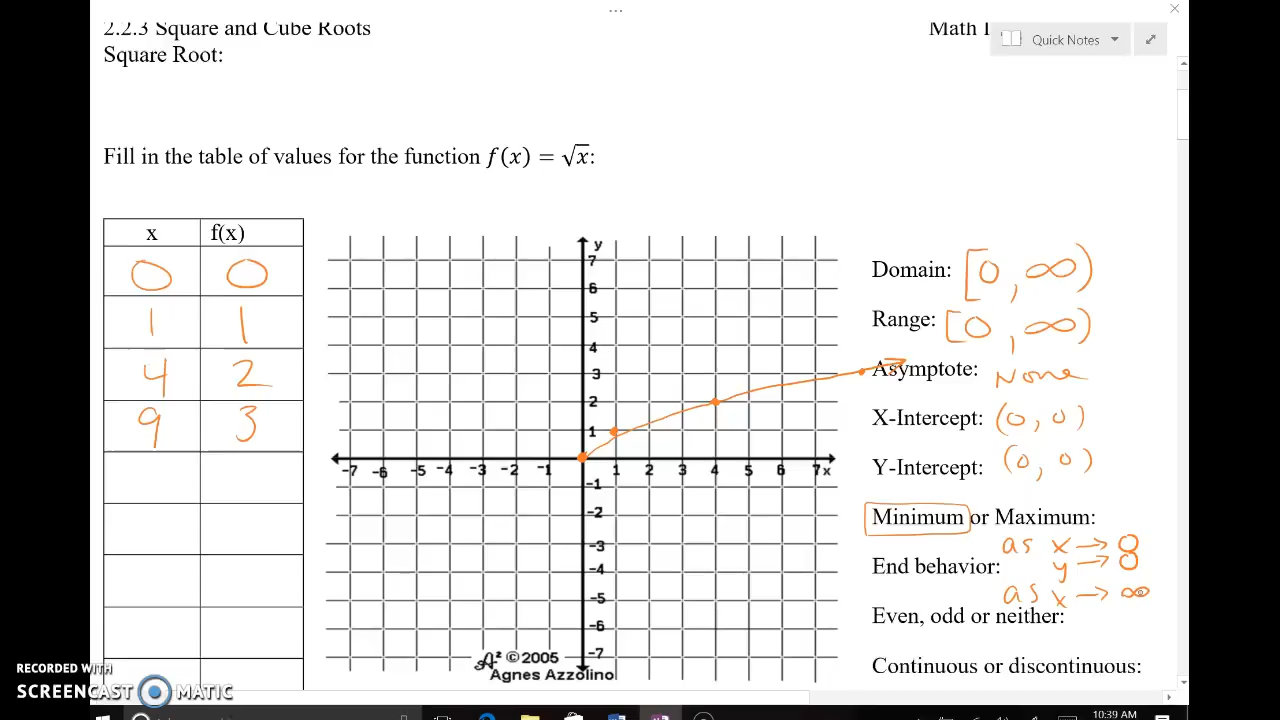 2.2.3 Square and Cube Roots
Math I
Quick Notes
Square Root:
Fill in the table of values for the function f(x) = √x:
x f(x)
0 0
1 1
4 2
9 3
y
7
6
5
4
3
2
1
-7 -6 -5 -4 -3 -2 -1 1 2 3 4 5 6 7x
-1
-2
-3
-4
-5
-6
-7
A² ©2005
Agnes Azzolino
Domain: [0, ∞)
Range: [0, ∞)
Asymptote: None
X-Intercept: (0, 0)
Y-Intercept: (0, 0)
Minimum or Maximum:
as x → 0
End behavior: y → 0
as x → ∞
Even, odd or neither:
Continuous or discontinuous:
RECORDED WITH
SCREENCAST MATIC
10:39 AM